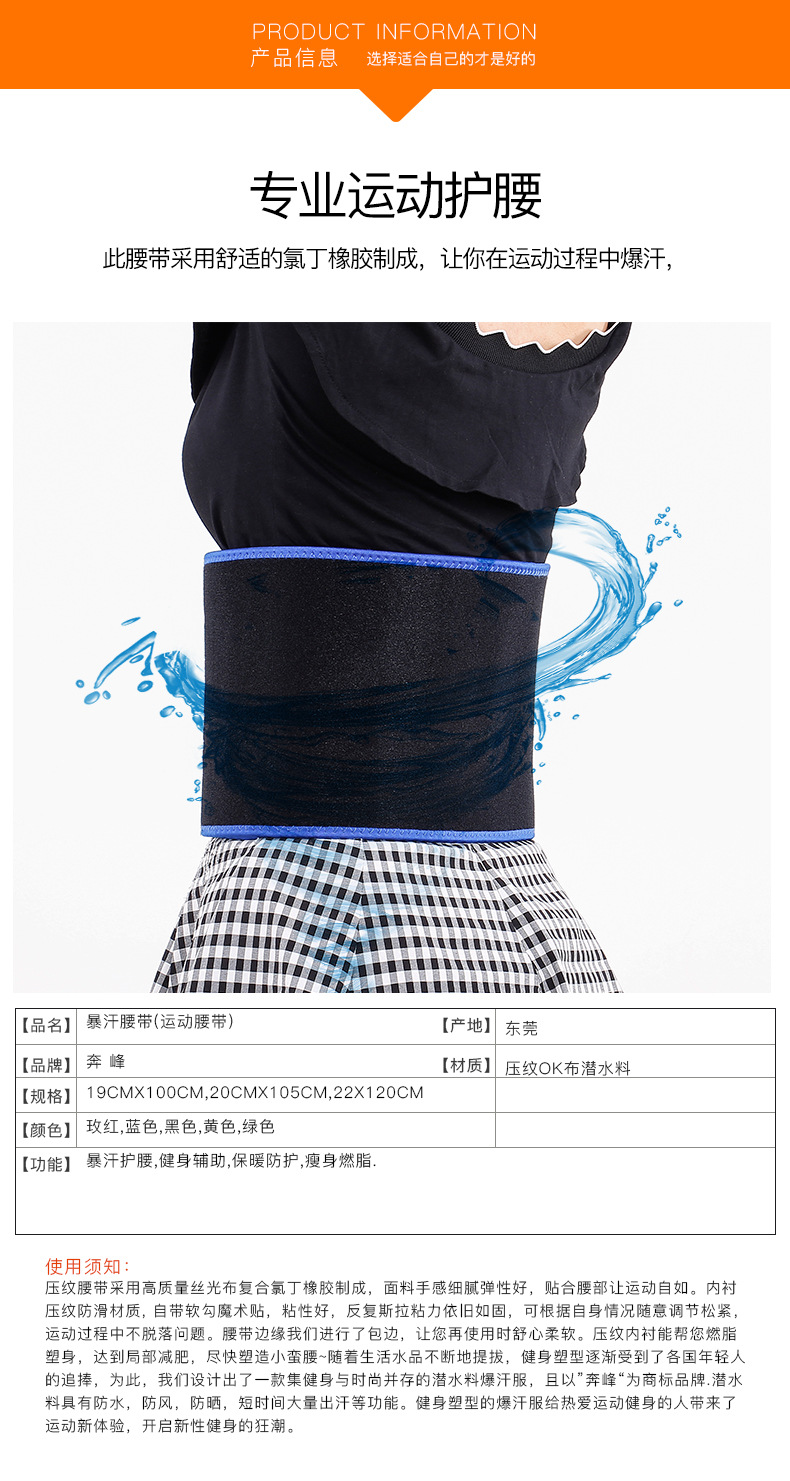 PRODUCT INFORMATION
产品信息 选择适合自己的才是好的
专业运动护腰
此腰带采用舒适的氯丁橡胶制成，让你在运动过程中爆汗，
【品名】 暴汗腰带(运动腰带) 【产地】 东莞
【品牌】 奔 峰 【材质】 压纹OK布潜水料
【规格】 19CMX100CM,20CMX105CM,22X120CM
【颜色】 玫红,蓝色,黑色,黄色,绿色
【功能】 暴汗护腰,健身辅助,保暖防护,瘦身燃脂.
使用须知：
压纹腰带采用高质量丝光布复合氯丁橡胶制成，面料手感细腻弹性好，贴合腰部让运动自如。内衬
压纹防滑材质，自带软勾魔术贴，粘性好，反复斯拉粘力依旧如固，可根据自身情况随意调节松紧，
运动过程中不脱落问题。腰带边缘我们进行了包边，让您再使用时舒心柔软。压纹内衬能帮您燃脂
塑身，达到局部减肥，尽快塑造小蛮腰~随着生活水品不断地提拔，健身塑型逐渐受到了各国年轻人
的追捧，为此，我们设计出了一款集健身与时尚并存的潜水料爆汗服，且以”奔峰“为商标品牌.潜水
料具有防水，防风，防晒，短时间大量出汗等功能。健身塑型的爆汗服给热爱运动健身的人带来了
运动新体验，开启新性健身的狂潮。